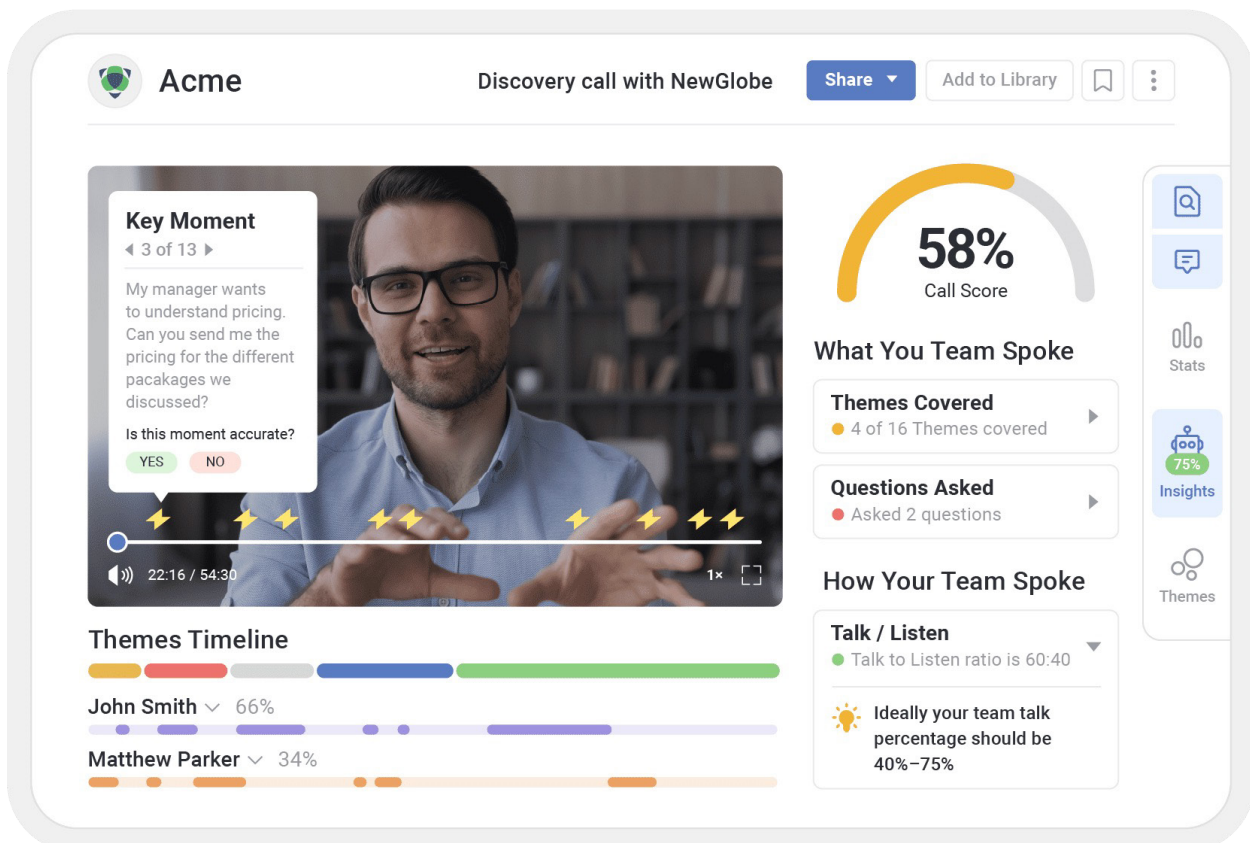 Acme
Discovery call with NewGlobe
Share
Add to Library
Key Moment
3 of 13
My manager wants
to understand pricing.
Can you send me the
pricing for the different
pacakages we
discussed?
Is this moment accurate?
YES NO
22:16 / 54:30
1×
Themes Timeline
John Smith 66%
Matthew Parker 34%
58%
Call Score
What You Team Spoke
Themes Covered
4 of 16 Themes covered
Questions Asked
Asked 2 questions
How Your Team Spoke
Talk / Listen
Talk to Listen ratio is 60:40
Ideally your team talk
percentage should be
40%–75%
Stats
75%
Insights
Themes